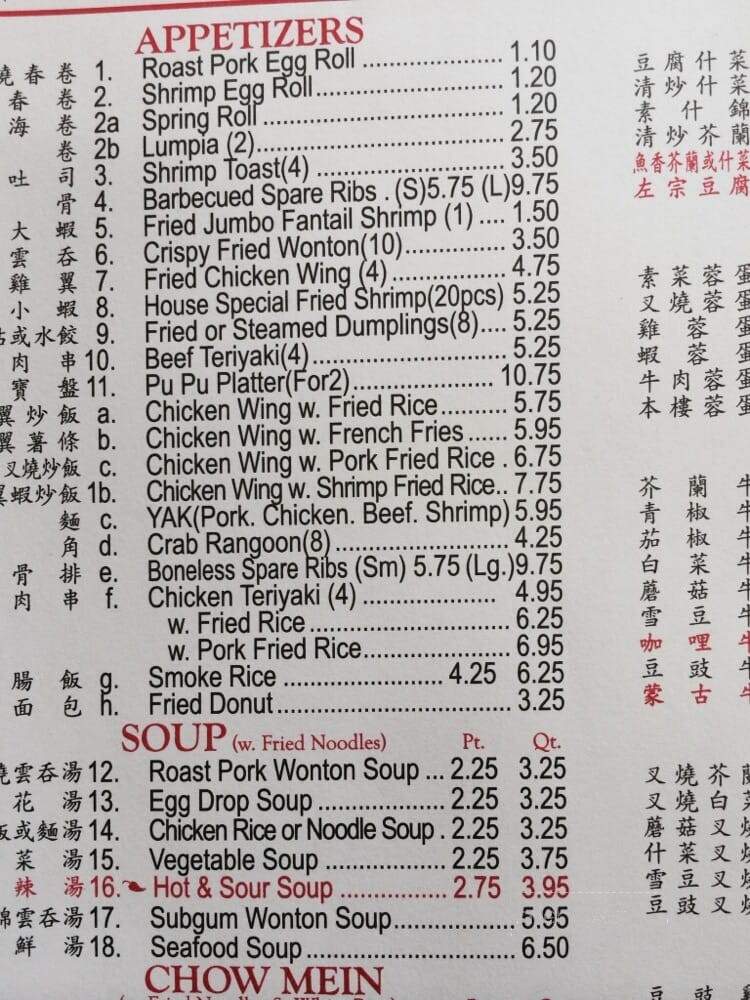 APPETIZERS
燒春卷 1. Roast Pork Egg Roll ..................... 1.10
春卷 2. Shrimp Egg Roll........................... 1.20
海卷 2a Spring Roll .................................. 1.20
卷 2b Lumpia (2).................................. 2.75
吐司 3. Shrimp Toast(4) .......................... 3.50
骨 4. Barbecued Spare Ribs . (S)5.75 (L)9.75
大蝦 5. Fried Jumbo Fantail Shrimp (1) .... 1.50
雲吞 6. Crispy Fried Wonton(10).............. 3.50
雞翼 7. Fried Chicken Wing (4) ................ 4.75
小蝦 8. House Special Fried Shrimp(20pcs) 5.25
或水餃 9. Fried or Steamed Dumplings(8).... 5.25
肉串 10. Beef Teriyaki(4)............................ 5.25
寶盤 11. Pu Pu Platter(For2)..................... 10.75
翼炒飯 a. Chicken Wing w. Fried Rice.......... 5.75
翼薯條 b. Chicken Wing w. French Fries ...... 5.95
叉燒炒飯 c. Chicken Wing w. Pork Fried Rice . 6.75
蝦炒飯 1b. Chicken Wing w. Shrimp Fried Rice.. 7.75
麵 c. YAK(Pork. Chicken. Beef. Shrimp) 5.95
角 d. Crab Rangoon(8) ......................... 4.25
骨排 e. Boneless Spare Ribs (Sm) 5.75 (Lg.)9.75
肉串 f. Chicken Teriyaki (4) .................... 4.95
w. Fried Rice .............................. 6.25
w. Pork Fried Rice...................... 6.95
腸飯 g. Smoke Rice ........................ 4.25 6.25
面包 h. Fried Donut.................................. 3.25
SOUP (w. Fried Noodles) Pt. Qt.
燒雲吞湯 12. Roast Pork Wonton Soup ... 2.25 3.25
花湯 13. Egg Drop Soup ................... 2.25 3.25
飯或麵湯 14. Chicken Rice or Noodle Soup . 2.25 3.25
菜湯 15. Vegetable Soup .................. 2.25 3.75
辣湯 16. Hot & Sour Soup ................ 2.75 3.95
錦雲吞湯 17. Subgum Wonton Soup.................. 5.95
鮮湯 18. Seafood Soup............................... 6.50
CHOW MEIN
豆腐什菜
清炒什菜
素什錦
清炒芥蘭
魚香芥蘭或什菜
左宗豆腐
素菜蓉蛋
叉燒蓉蛋
雞蓉蛋
蝦蓉蛋
牛肉蓉蛋
本樓蓉蛋
芥蘭牛
青椒牛
茄椒牛
白菜牛
蘑菇牛
雪豆牛
咖哩牛
豆豉牛
蒙古牛
叉燒芥蘭
叉燒白菜
蘑菇叉燒
什菜叉燒
雪豆叉燒
豆豉叉燒
豆豉雞